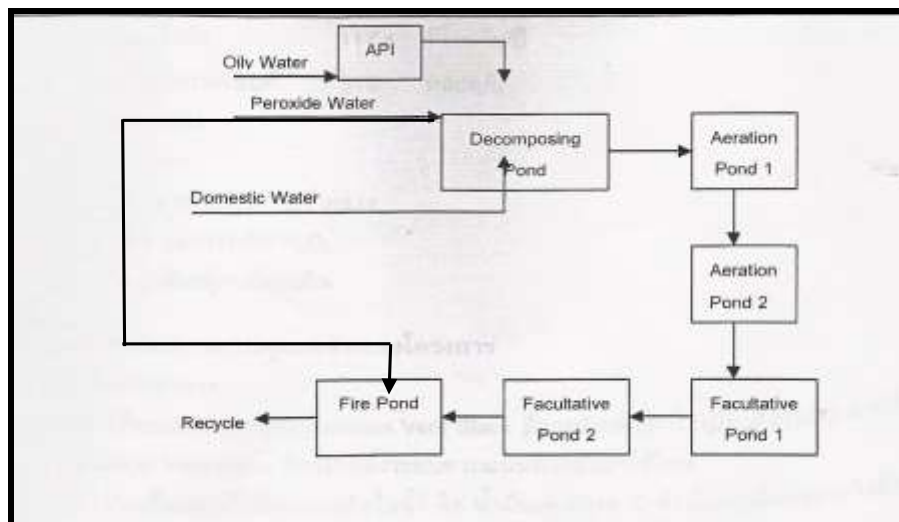 API
Oily Water
Peroxide Water
Decomposing
Pond
Aeration
Pond 1
Domestic Water
Aeration
Pond 2
Fire Pond
Facultative
Pond 2
Facultative
Pond 1
Recycle